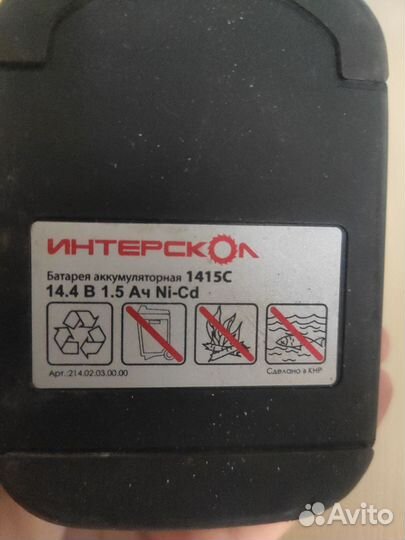 ИНТЕРСКОЛ
Батарея аккумуляторная 1415С
14.4 В 1.5 Ач Ni-Cd
Арт.:214.02.03.00.00
Сделано в КНР
Avito